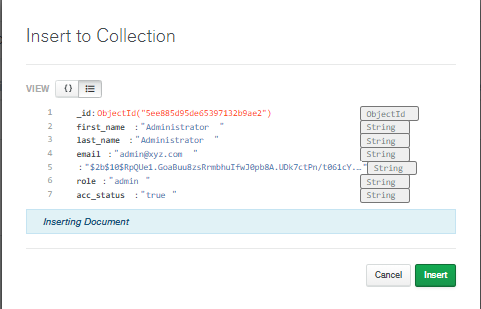 Insert to Collection
VIEW {}
1 _id:ObjectId("5ee885d95de65397132b9ae2") ObjectId
2 first_name :"Administrator " String
3 last_name :"Administrator " String
4 email :"admin@xyz.com " String
5 :"$2b$10$RpQUe1.GoaBuu8zsRrmbhuIfwJ0pb8A.UDk7ctPn/t061cY..." String
6 role :"admin " String
7 acc_status :"true " String
Inserting Document
Cancel Insert